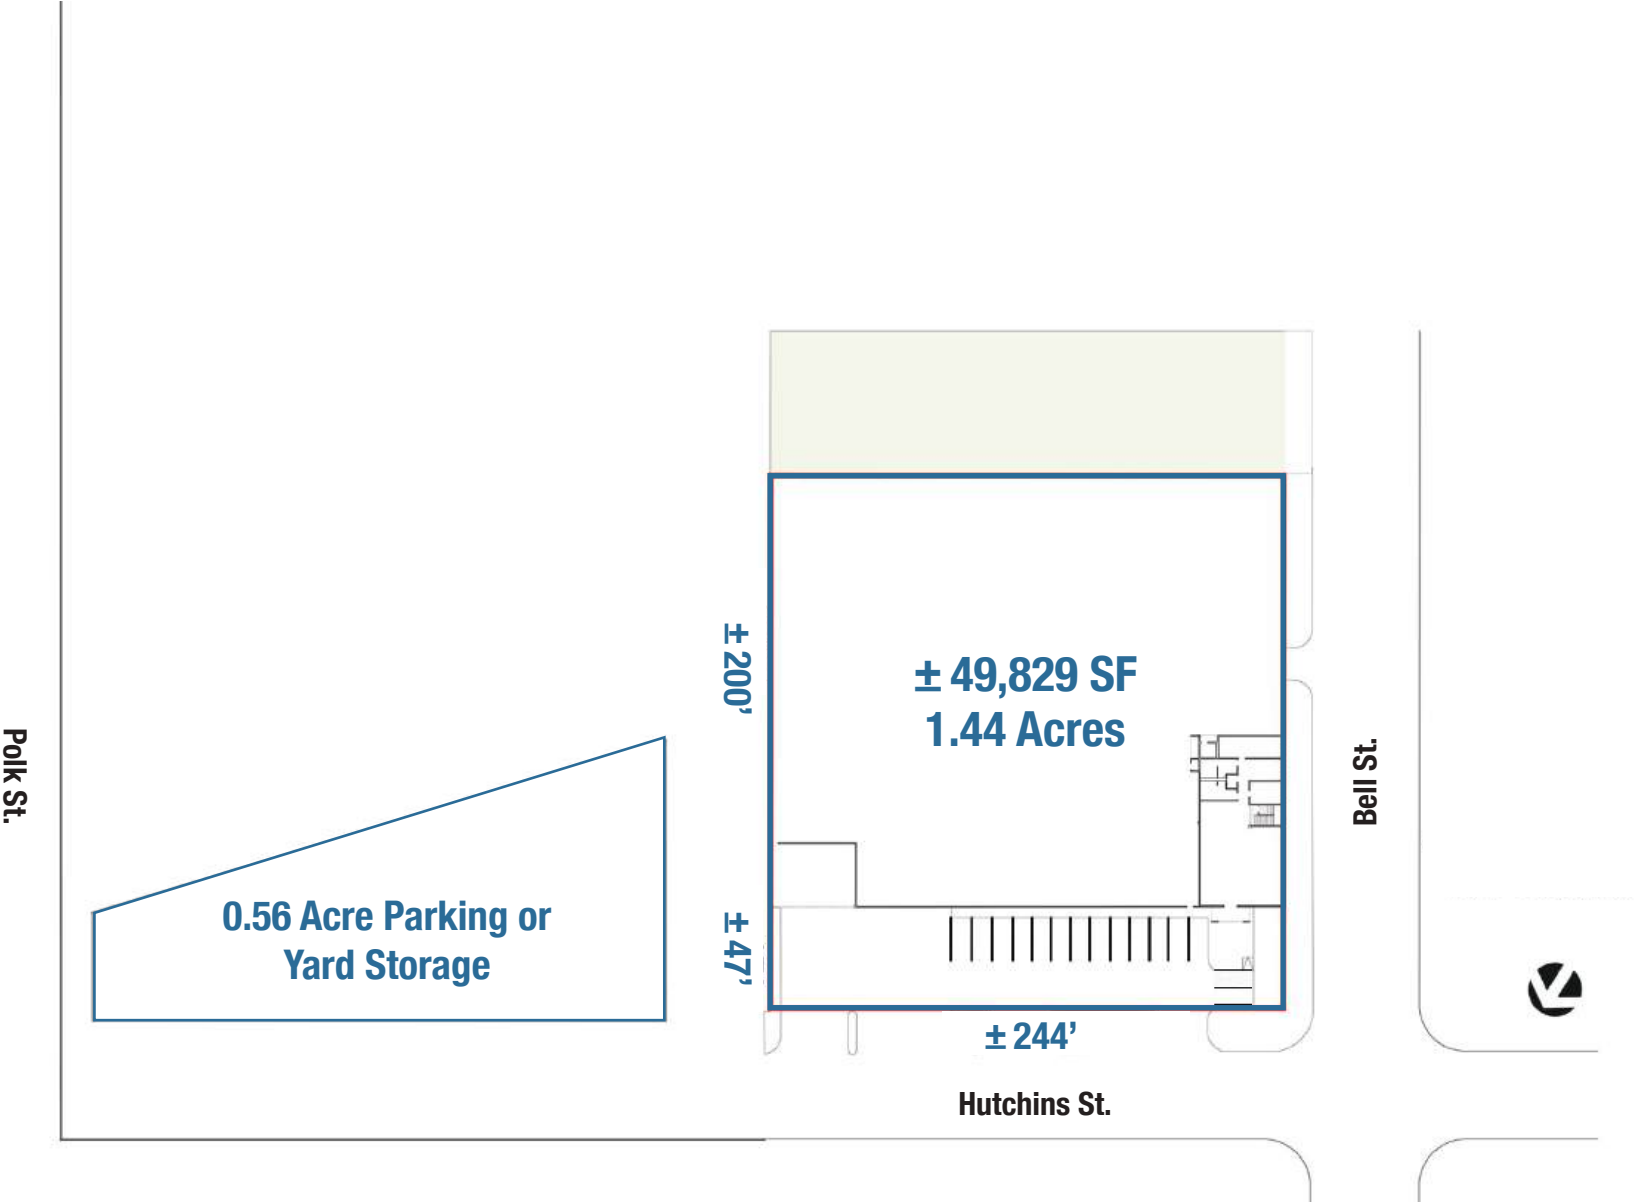 ± 49,829 SF
1.44 Acres
± 200’
± 47’
± 244’
0.56 Acre Parking or
Yard Storage
Polk St.
Bell St.
Hutchins St.